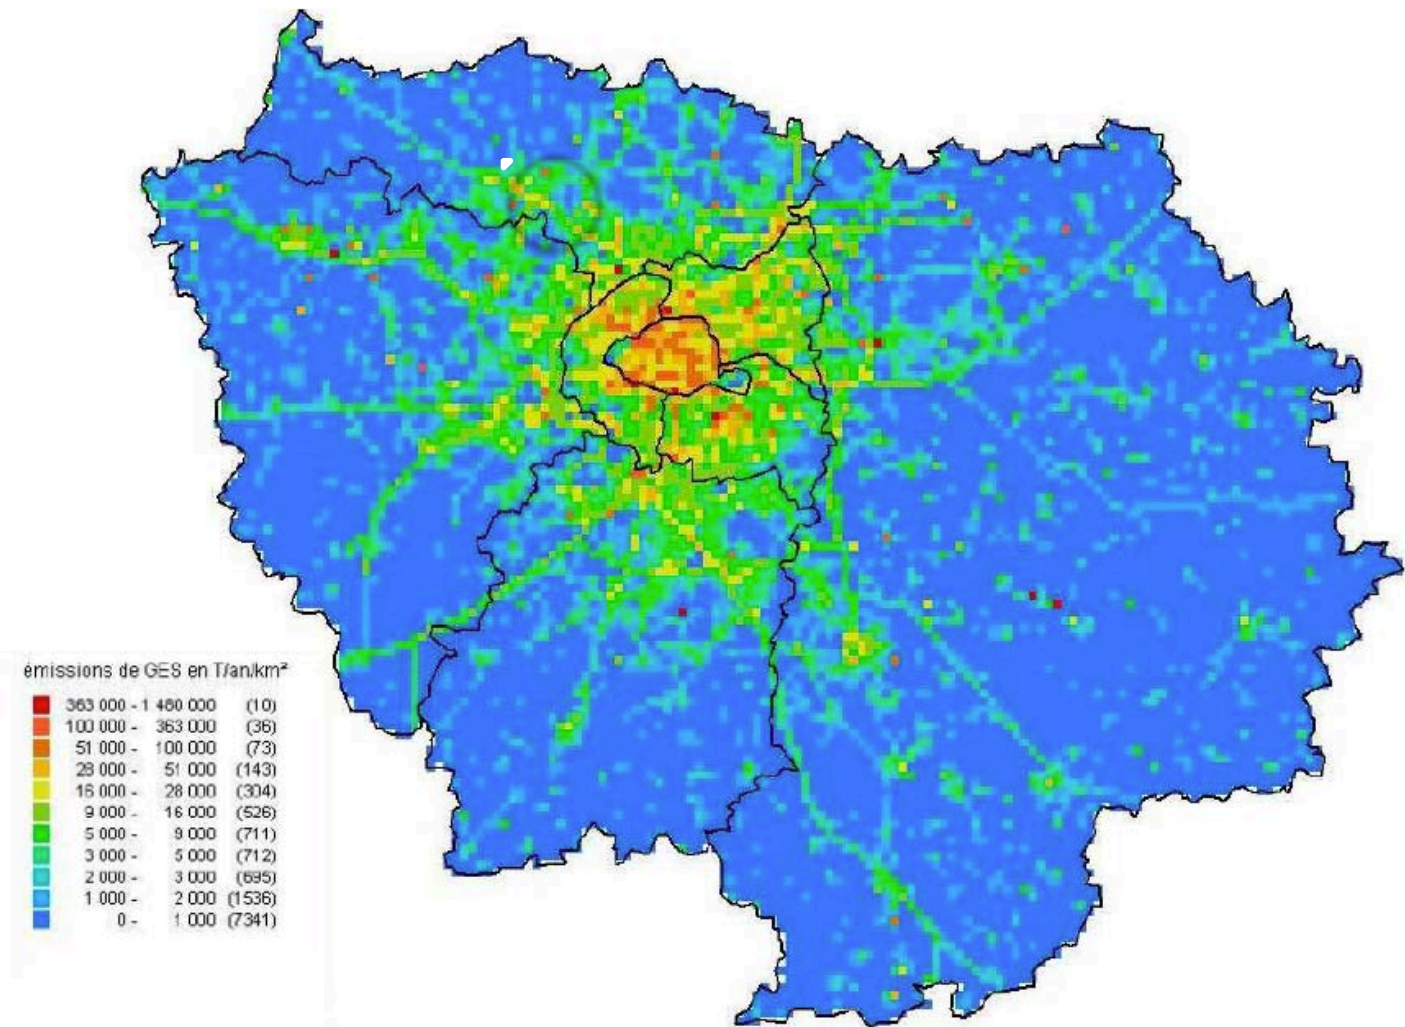 émissions de GES en T/an/km²
363 000 - 1 460 000 (10)
100 000 - 363 000 (36)
51 000 - 100 000 (73)
28 000 - 51 000 (143)
16 000 - 28 000 (304)
9 000 - 16 000 (526)
5 000 - 9 000 (711)
3 000 - 5 000 (712)
2 000 - 3 000 (695)
1 000 - 2 000 (1536)
0 - 1 000 (7341)